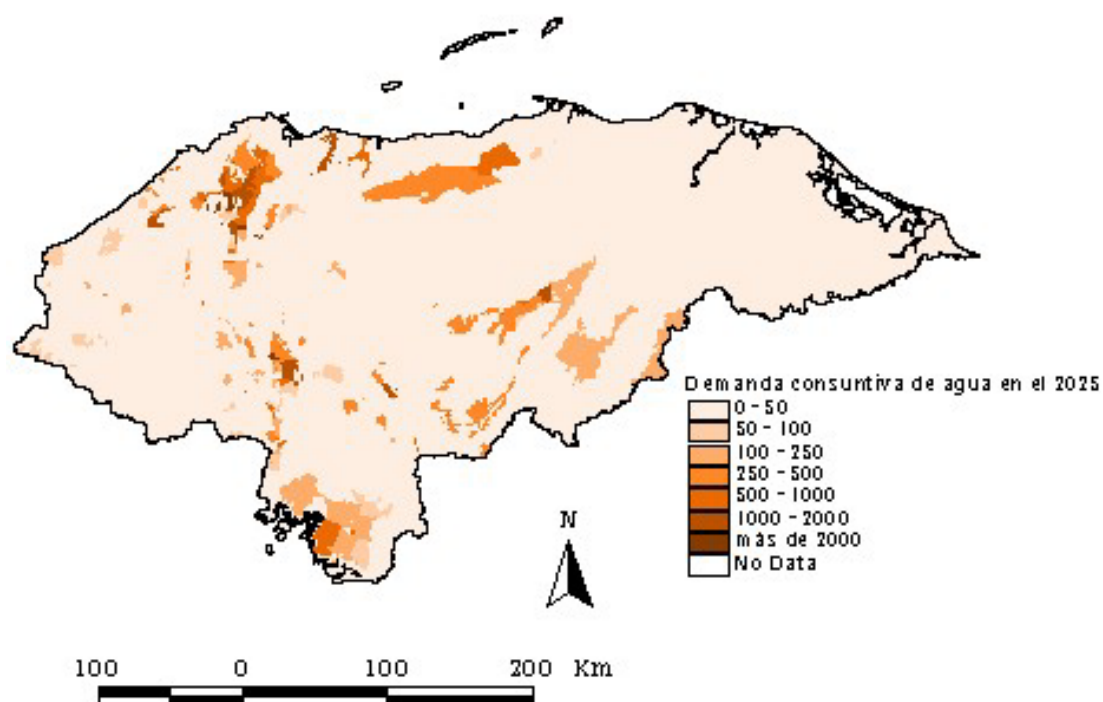 Demanda consuntiva de agua en el 2025
0 - 50
50 - 100
100 - 250
250 - 500
500 - 1000
1000 - 2000
más de 2000
No Data
N
100 0 100 200 Km